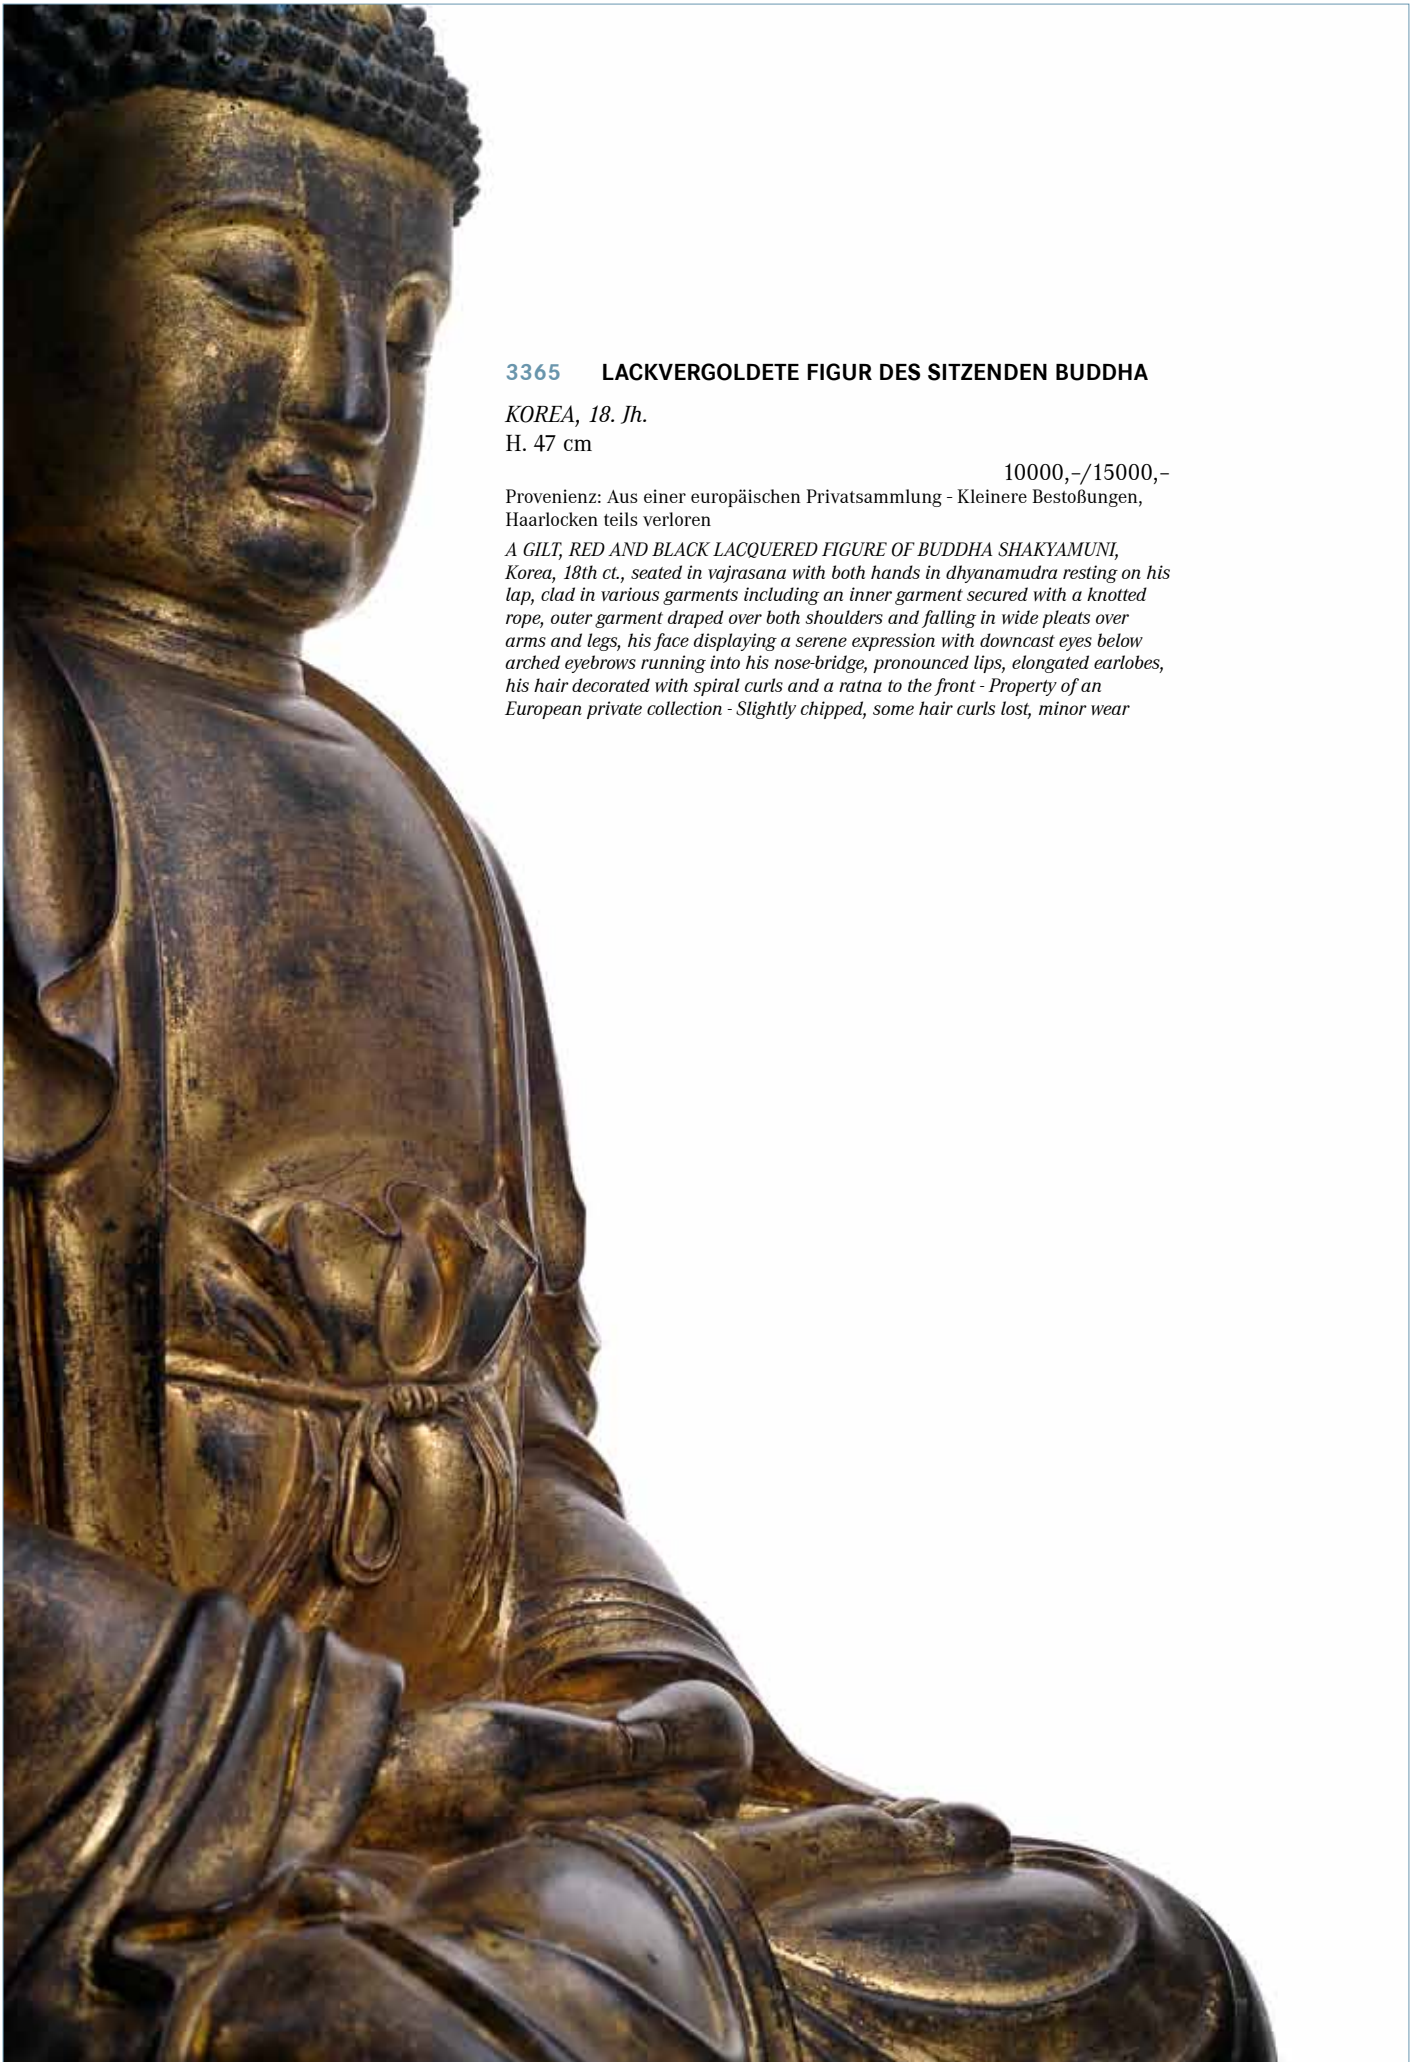 3365 LACKVERGOLDETE FIGUR DES SITZENDEN BUDDHA
KOREA, 18. Jh.
H. 47 cm
10000,–/15000,–
Provenienz: Aus einer europäischen Privatsammlung - Kleinere Bestoßungen,
Haarlocken teils verloren
A GILT, RED AND BLACK LACQUERED FIGURE OF BUDDHA SHAKYAMUNI,
Korea, 18th ct., seated in vajrasana with both hands in dhyanamudra resting on his
lap, clad in various garments including an inner garment secured with a knotted
rope, outer garment draped over both shoulders and falling in wide pleats over
arms and legs, his face displaying a serene expression with downcast eyes below
arched eyebrows running into his nose-bridge, pronounced lips, elongated earlobes,
his hair decorated with spiral curls and a ratna to the front - Property of an
European private collection - Slightly chipped, some hair curls lost, minor wear